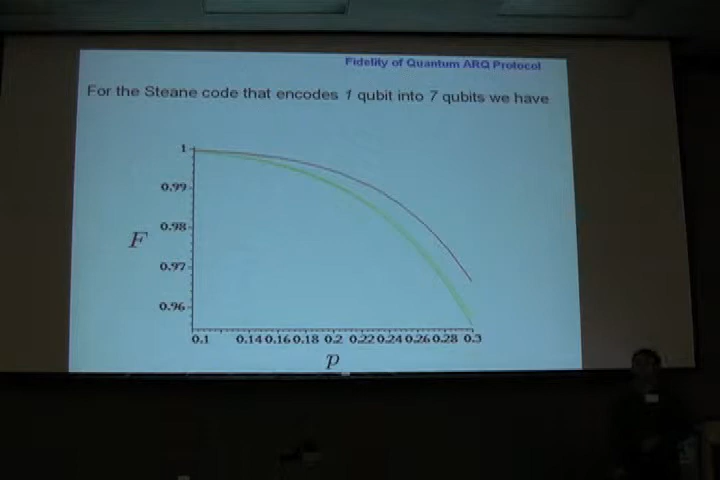 Fidelity of Quantum ARQ Protocol
For the Steane code that encodes 1 qubit into 7 qubits we have
1
0.99
0.98
F
0.97
0.96
0.1 0.14 0.16 0.18 0.2 0.22 0.24 0.26 0.28 0.3
p